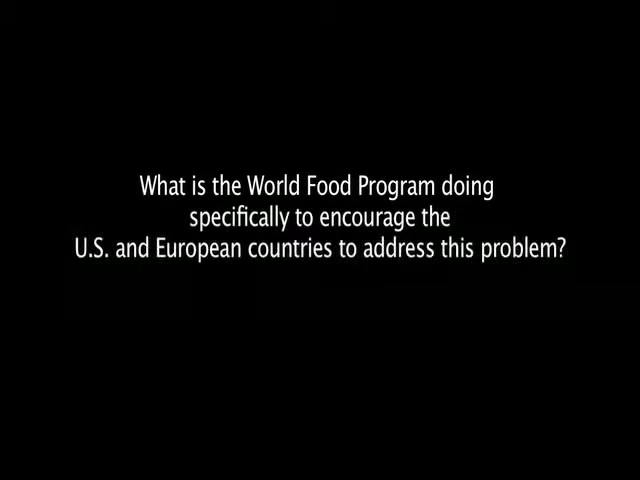 What is the World Food Program doing
specifically to encourage the
U.S. and European countries to address this problem?